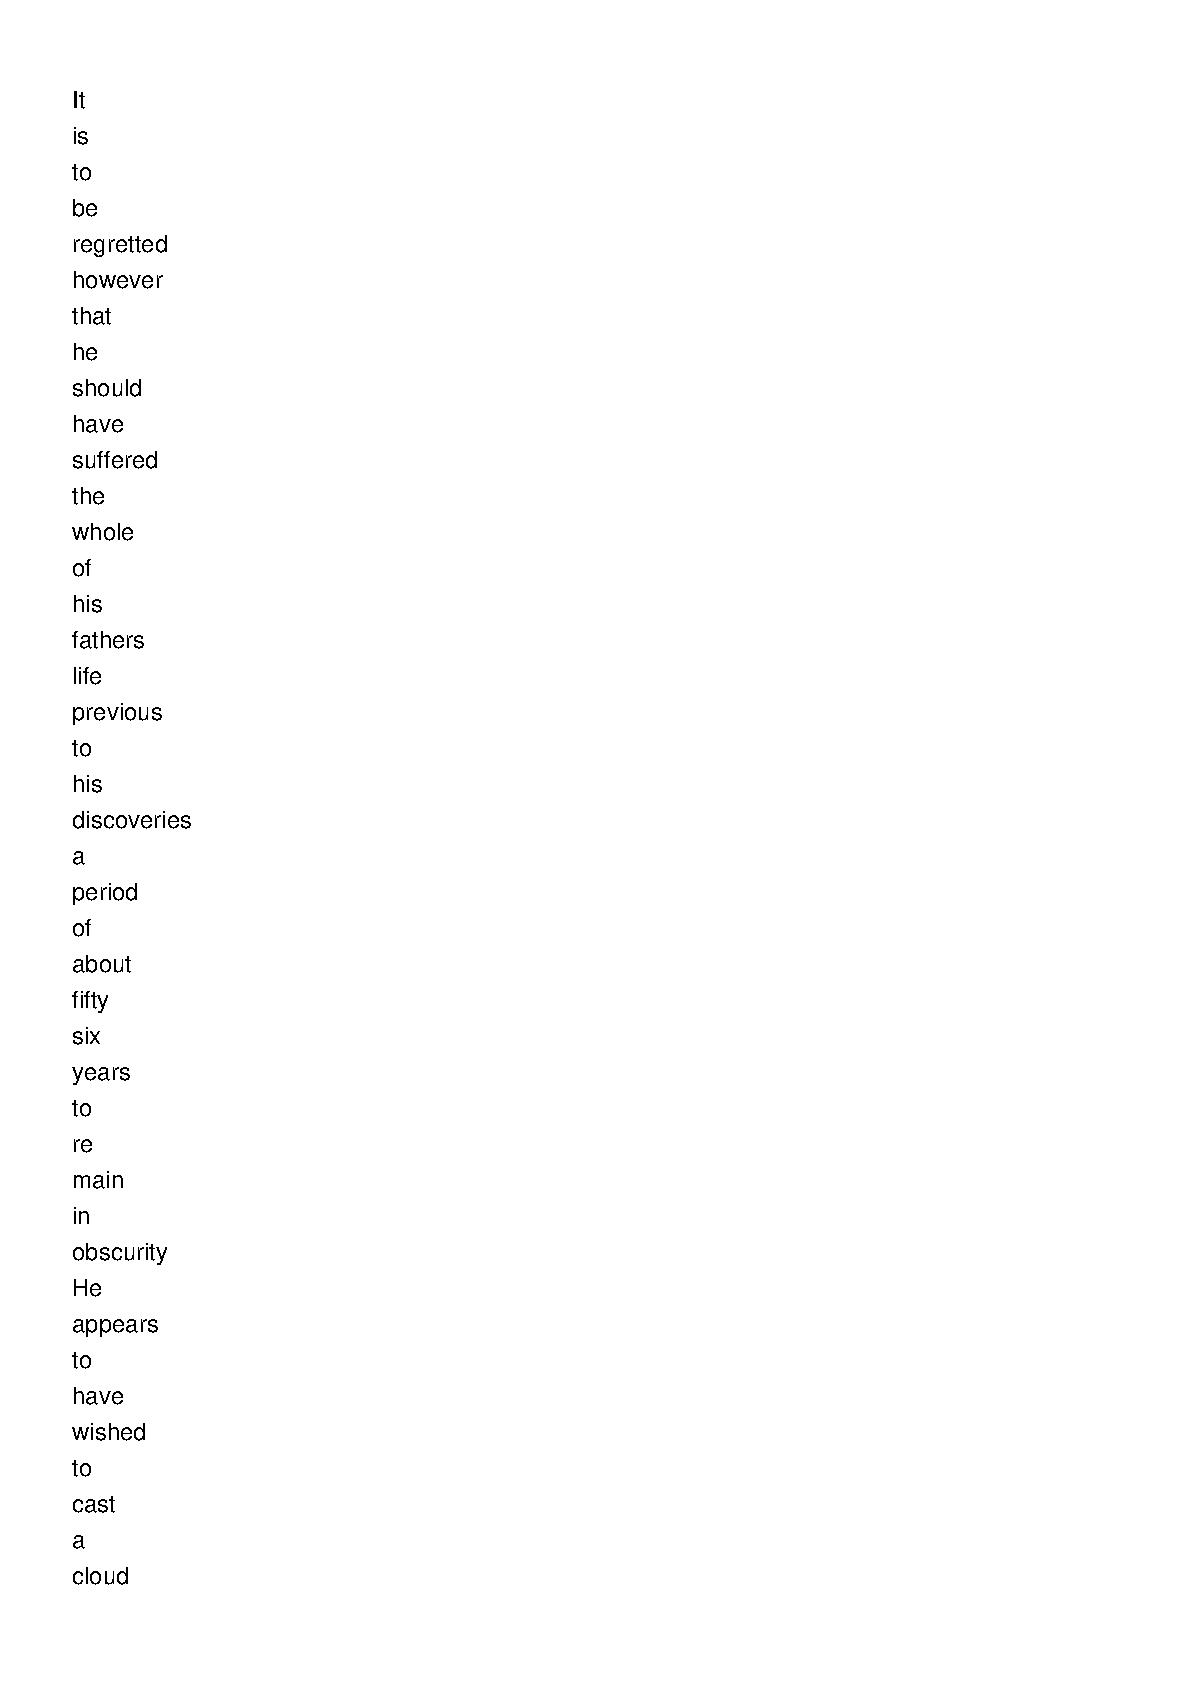 It
is
to
be
regretted
however
that
he
should
have
suffered
the
whole
of
his
fathers
life
previous
to
his
discoveries
a
period
of
about
fifty
six
years
to
re
main
in
obscurity
He
appears
to
have
wished
to
cast
a
cloud